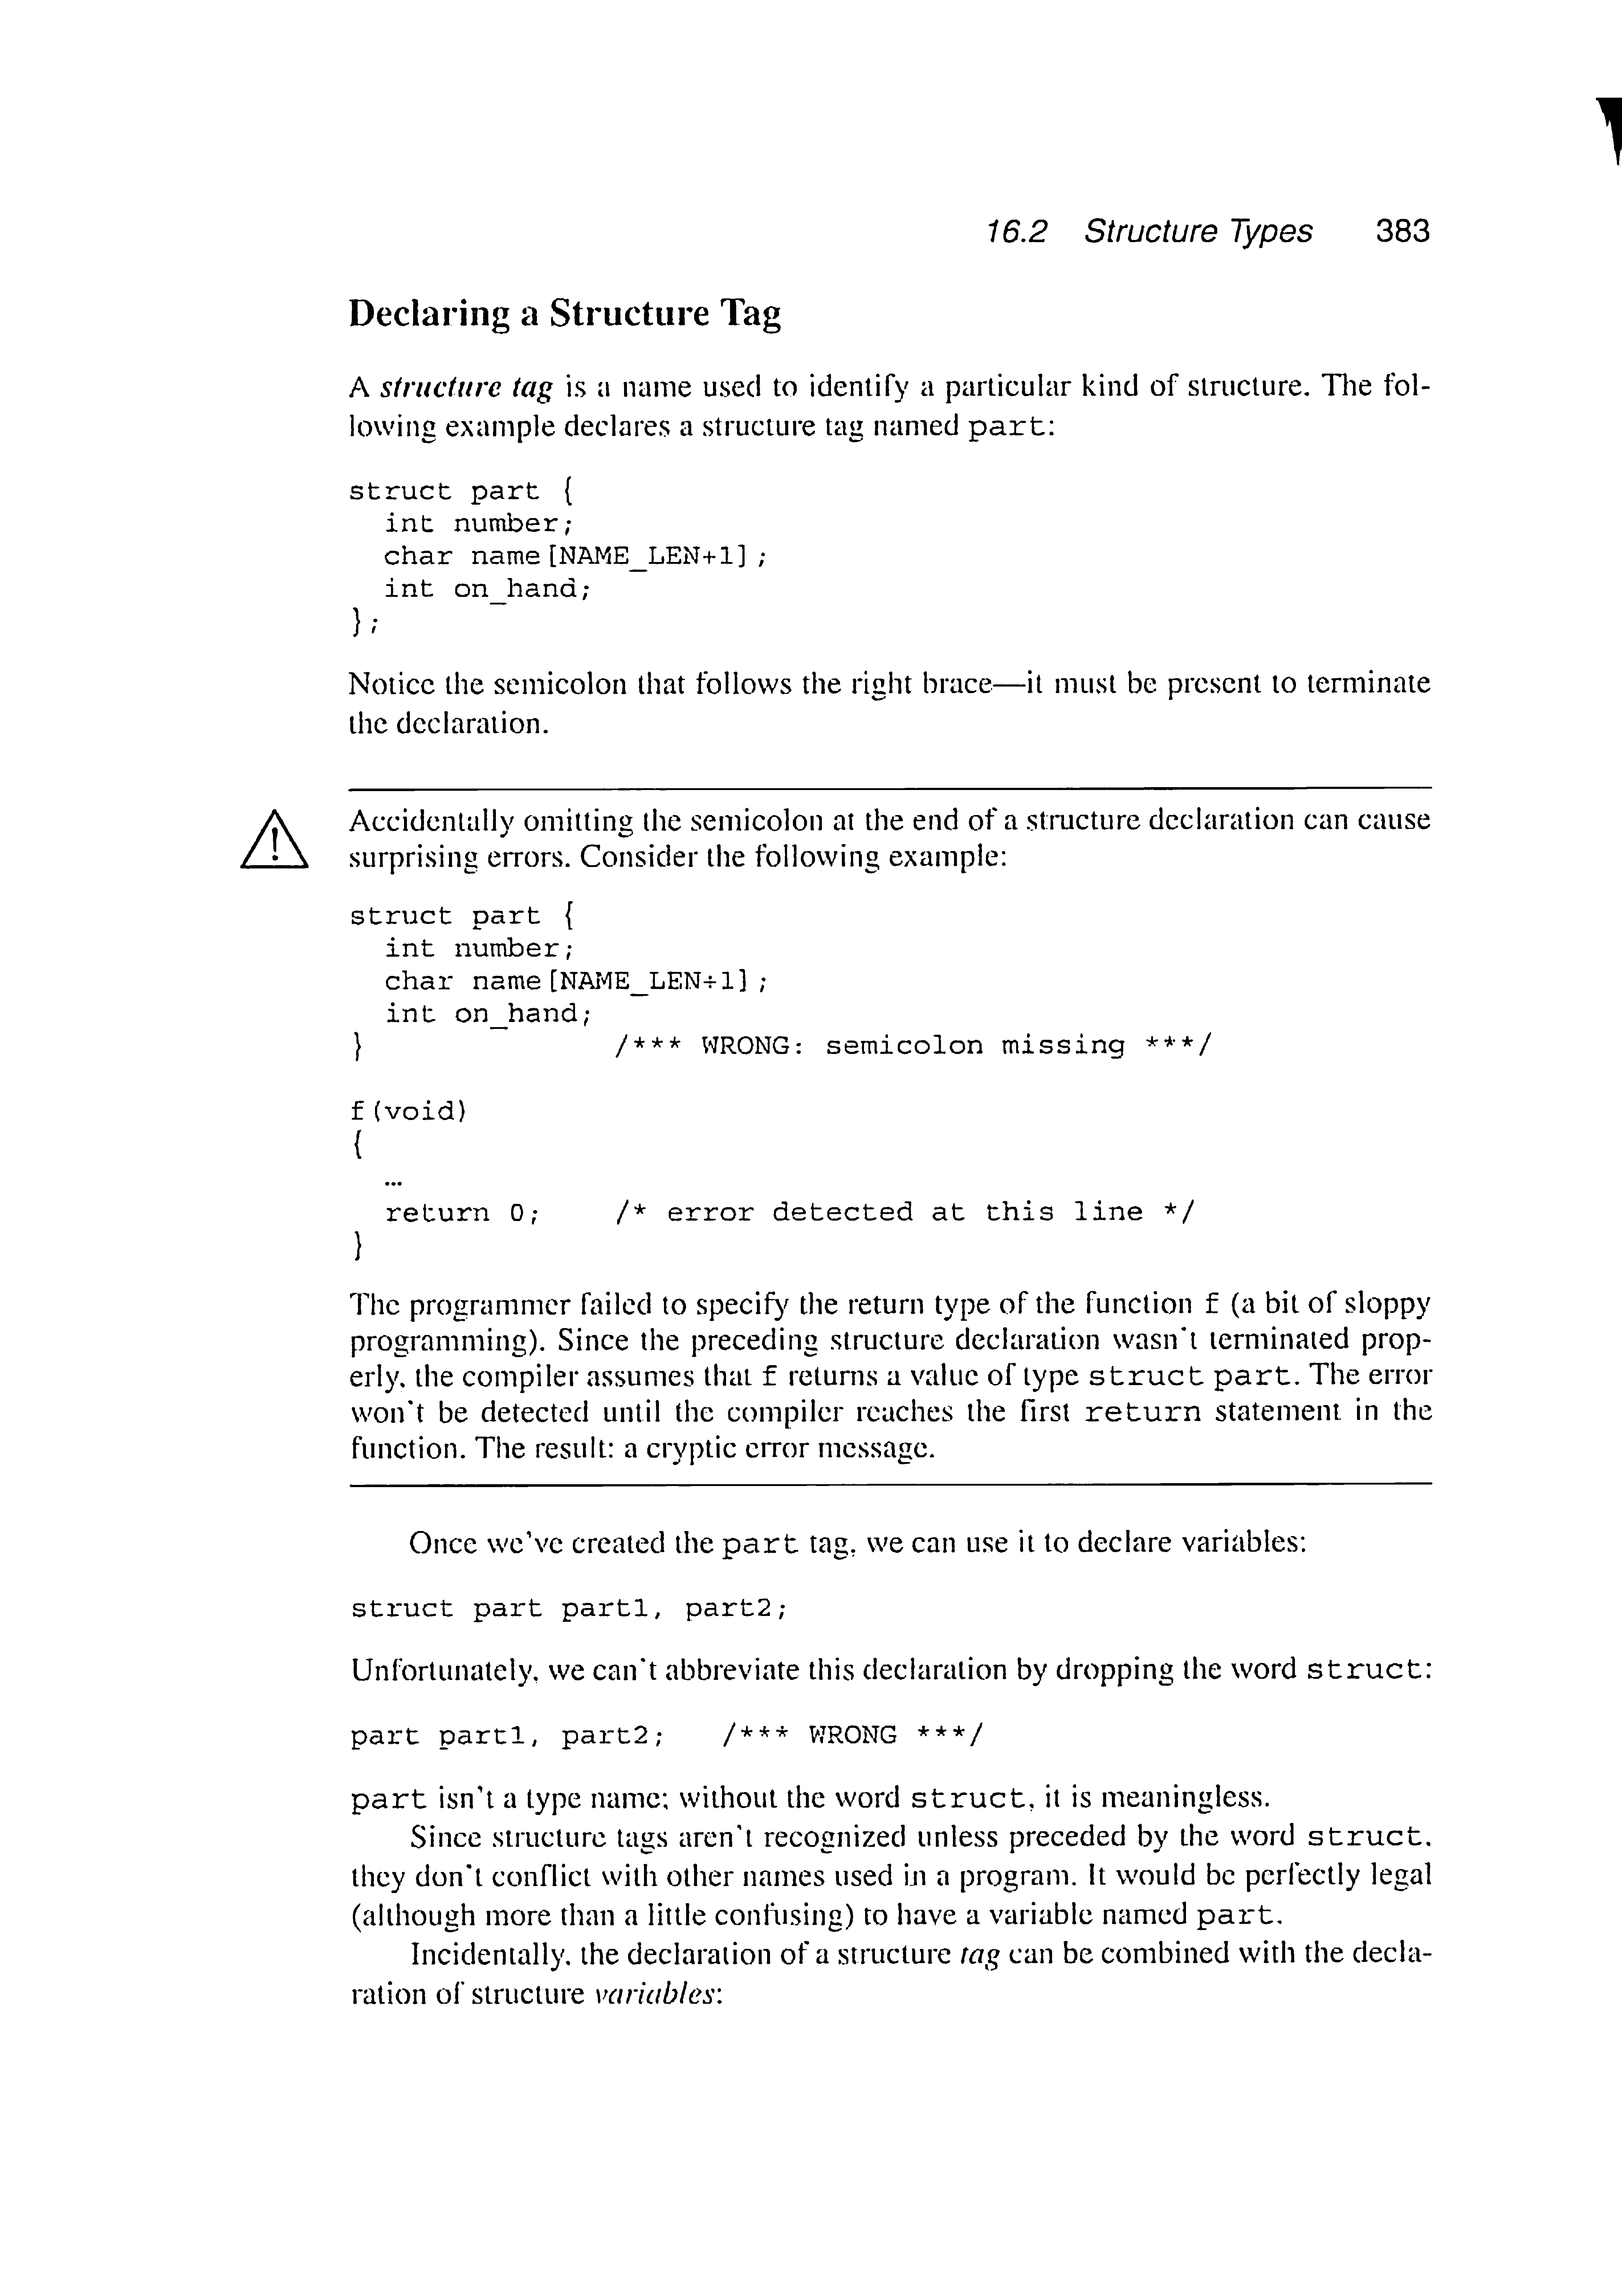 16.2 Structure Types 383
Declaring a Structure Tag
A structure tag is a name used to identify a particular kind of structure. The fol-
lowing example declares a structure tag named part:
struct part {
  int number;
  char name[NAME_LEN+1];
  int on_hand;
};
Notice the semicolon that follows the right brace—it must be present to terminate
the declaration.
Accidentally omitting the semicolon at the end of a structure declaration can cause
surprising errors. Consider the following example:
struct part {
  int number;
  char name[NAME_LEN+1];
  int on_hand;
}              /*** WRONG: semicolon missing ***/
f(void)
{
  …
  return 0;    /* error detected at this line */
}
The programmer failed to specify the return type of the function f (a bit of sloppy
programming). Since the preceding structure declaration wasn't terminated prop-
erly, the compiler assumes that f returns a value of type struct part. The error
won't be detected until the compiler reaches the first return statement in the
function. The result: a cryptic error message.
Once we've created the part tag, we can use it to declare variables:
struct part part1, part2;
Unfortunately, we can't abbreviate this declaration by dropping the word struct:
part part1, part2;   /*** WRONG ***/
part isn't a type name; without the word struct, it is meaningless.
Since structure tags aren't recognized unless preceded by the word struct,
they don't conflict with other names used in a program. It would be perfectly legal
(although more than a little confusing) to have a variable named part.
Incidentally, the declaration of a structure tag can be combined with the decla-
ration of structure variables: